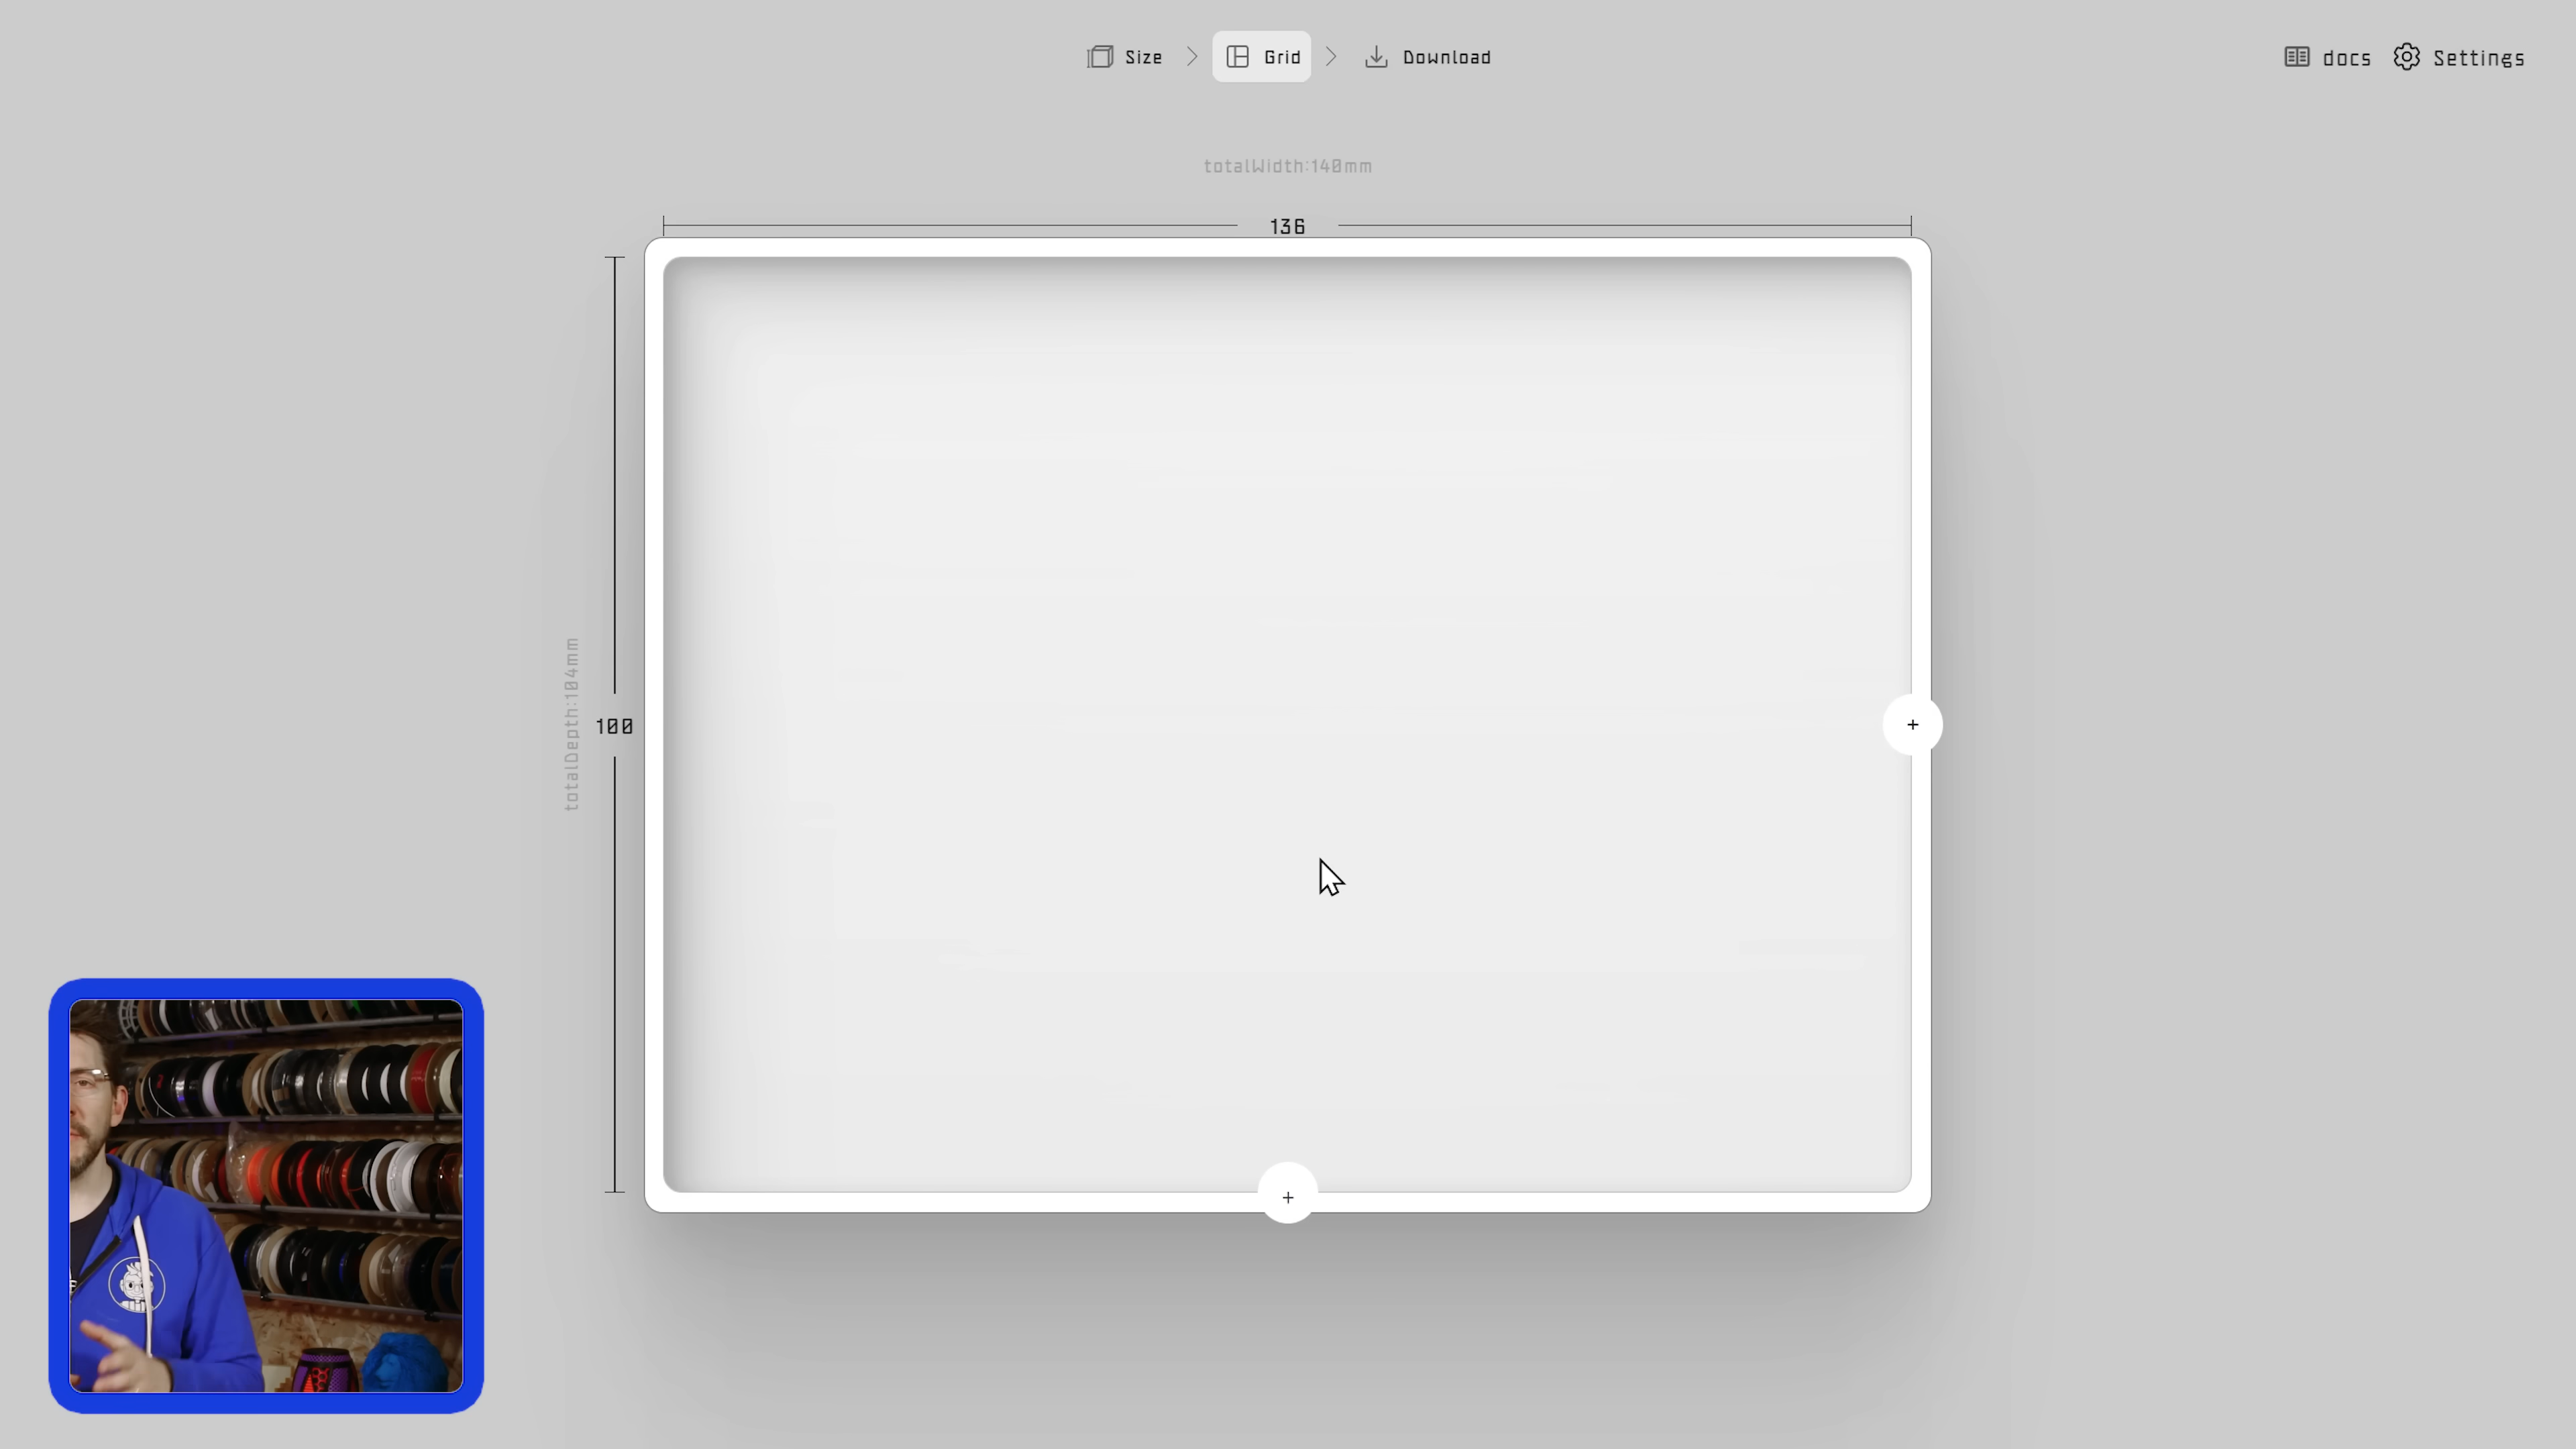 Size
Grid
Download
docs
Settings
totalWidth:140mm
136
totalDepth:104mm
100
+
+